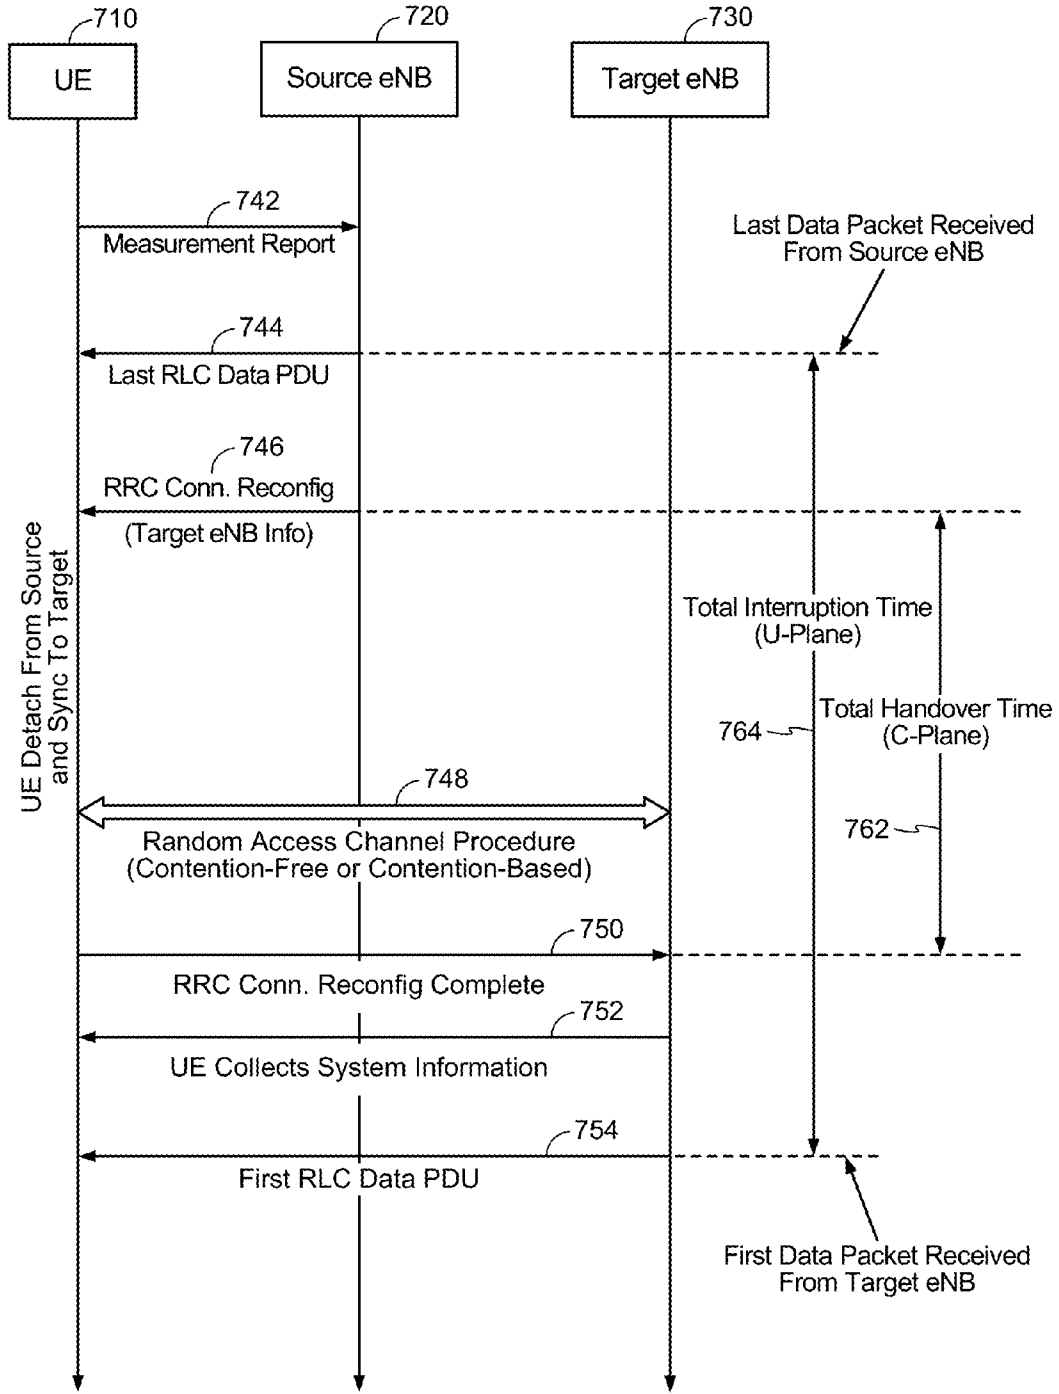 710
720
730
UE
Source eNB
Target eNB
742
Measurement Report
Last Data Packet Received
From Source eNB
744
Last RLC Data PDU
746
RRC Conn. Reconfig
(Target eNB Info)
UE Detach From Source
and Sync To Target
Total Interruption Time
(U-Plane)
764
Total Handover Time
(C-Plane)
762
748
Random Access Channel Procedure
(Contention-Free or Contention-Based)
750
RRC Conn. Reconfig Complete
752
UE Collects System Information
754
First RLC Data PDU
First Data Packet Received
From Target eNB